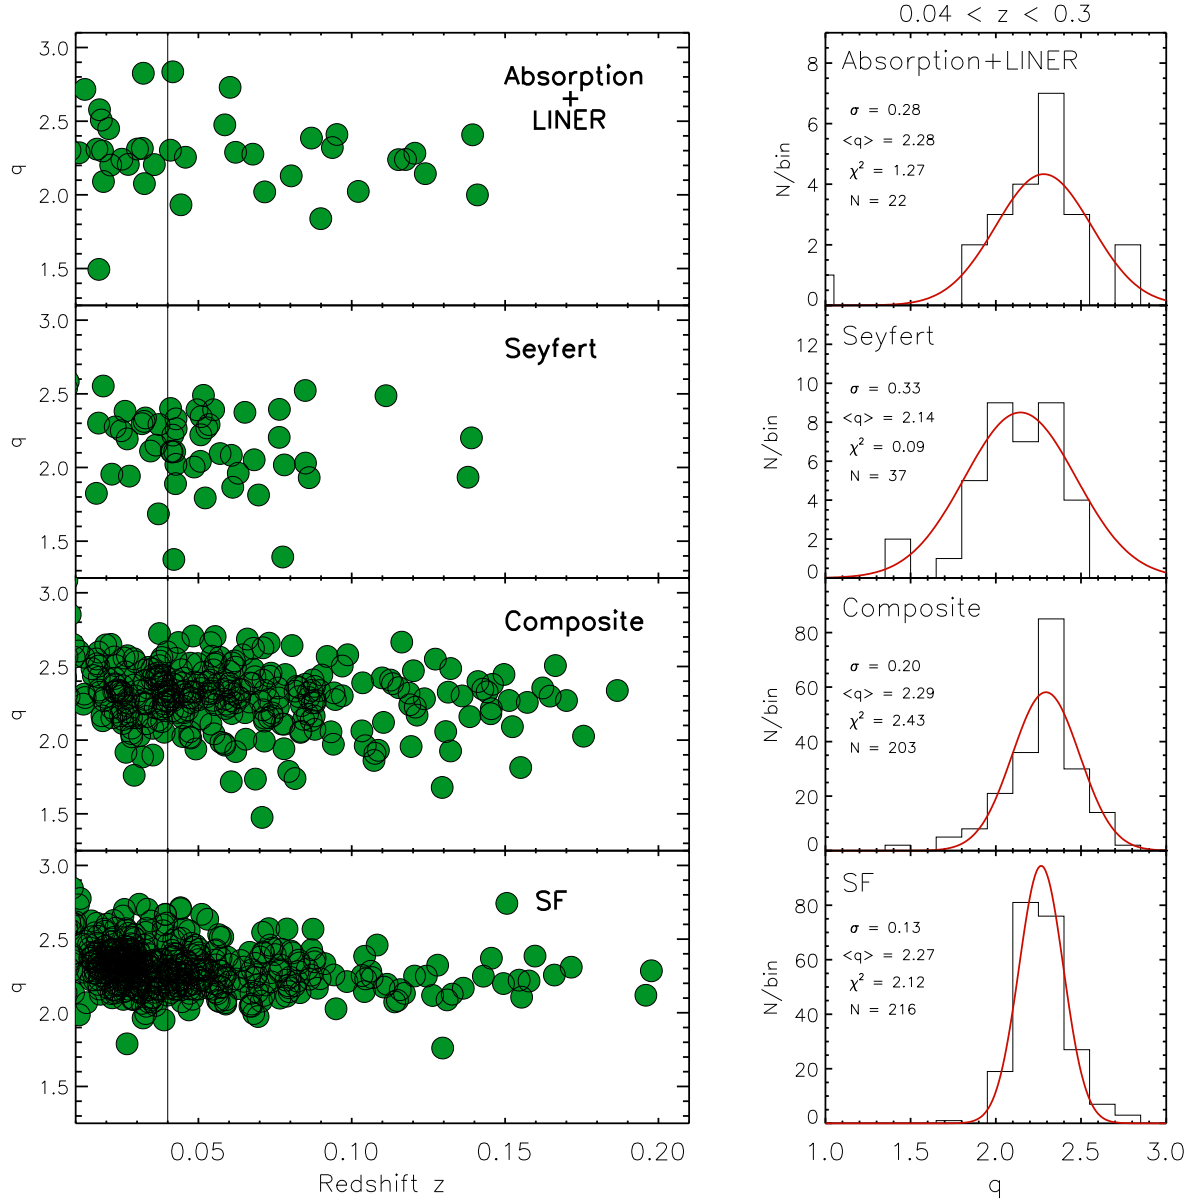 0.04 < z < 0.3
3.0
2.5
2.0
1.5
q
Absorption
+
LINER
8
6
4
2
0
N/bin
Absorption+LINER
σ = 0.28
<q> = 2.28
χ² = 1.27
N = 22
3.0
2.5
2.0
1.5
q
Seyfert
12
10
8
6
4
2
0
N/bin
Seyfert
σ = 0.33
<q> = 2.14
χ² = 0.09
N = 37
3.0
2.5
2.0
1.5
q
Composite
80
60
40
20
0
N/bin
Composite
σ = 0.20
<q> = 2.29
χ² = 2.43
N = 203
3.0
2.5
2.0
1.5
q
SF
80
60
40
20
0
N/bin
SF
σ = 0.13
<q> = 2.27
χ² = 2.12
N = 216
0.05 0.10 0.15 0.20
Redshift z
1.0 1.5 2.0 2.5 3.0
q